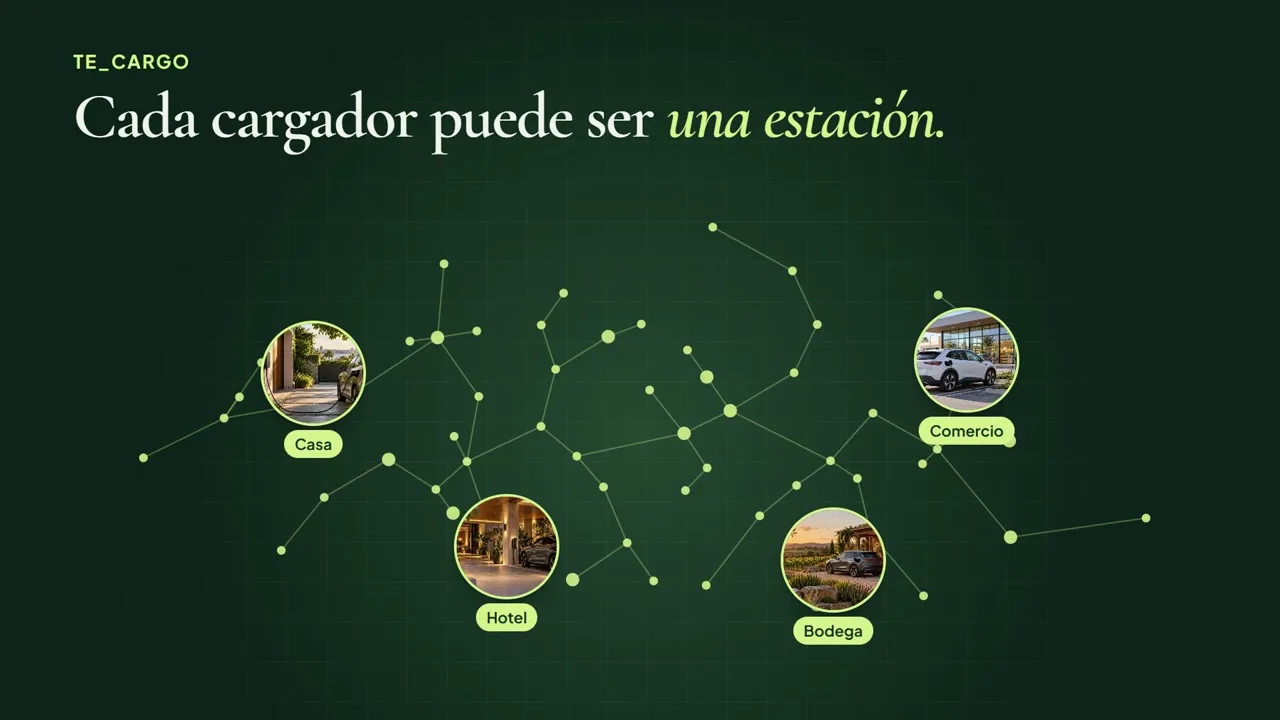 TE_CARGO
Cada cargador puede ser una estación.
Casa
Comercio
Hotel
Bodega